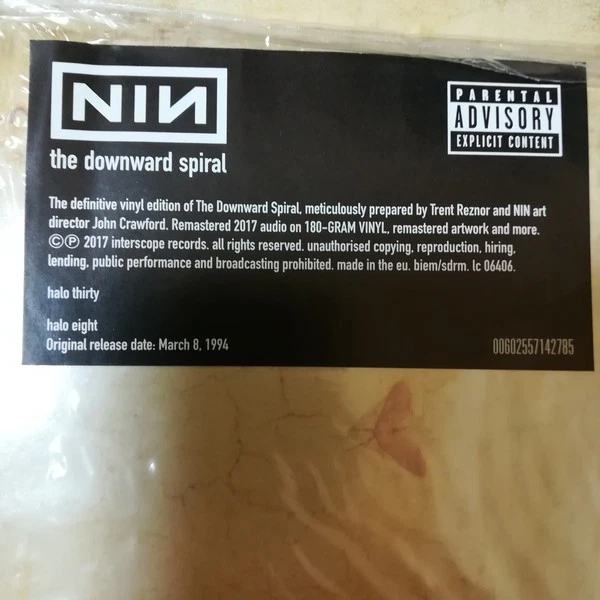 NIN
PARENTAL
ADVISORY
EXPLICIT CONTENT
the downward spiral
The definitive vinyl edition of The Downward Spiral, meticulously prepared by Trent Reznor and NIN art
director John Crawford. Remastered 2017 audio on 180-GRAM VINYL, remastered artwork and more.
©℗ 2017 interscope records. all rights reserved. unauthorised copying, reproduction, hiring,
lending, public performance and broadcasting prohibited. made in the eu. biem/sdrm. lc 06406.
halo thirty
halo eight
Original release date: March 8, 1994
00602557142785